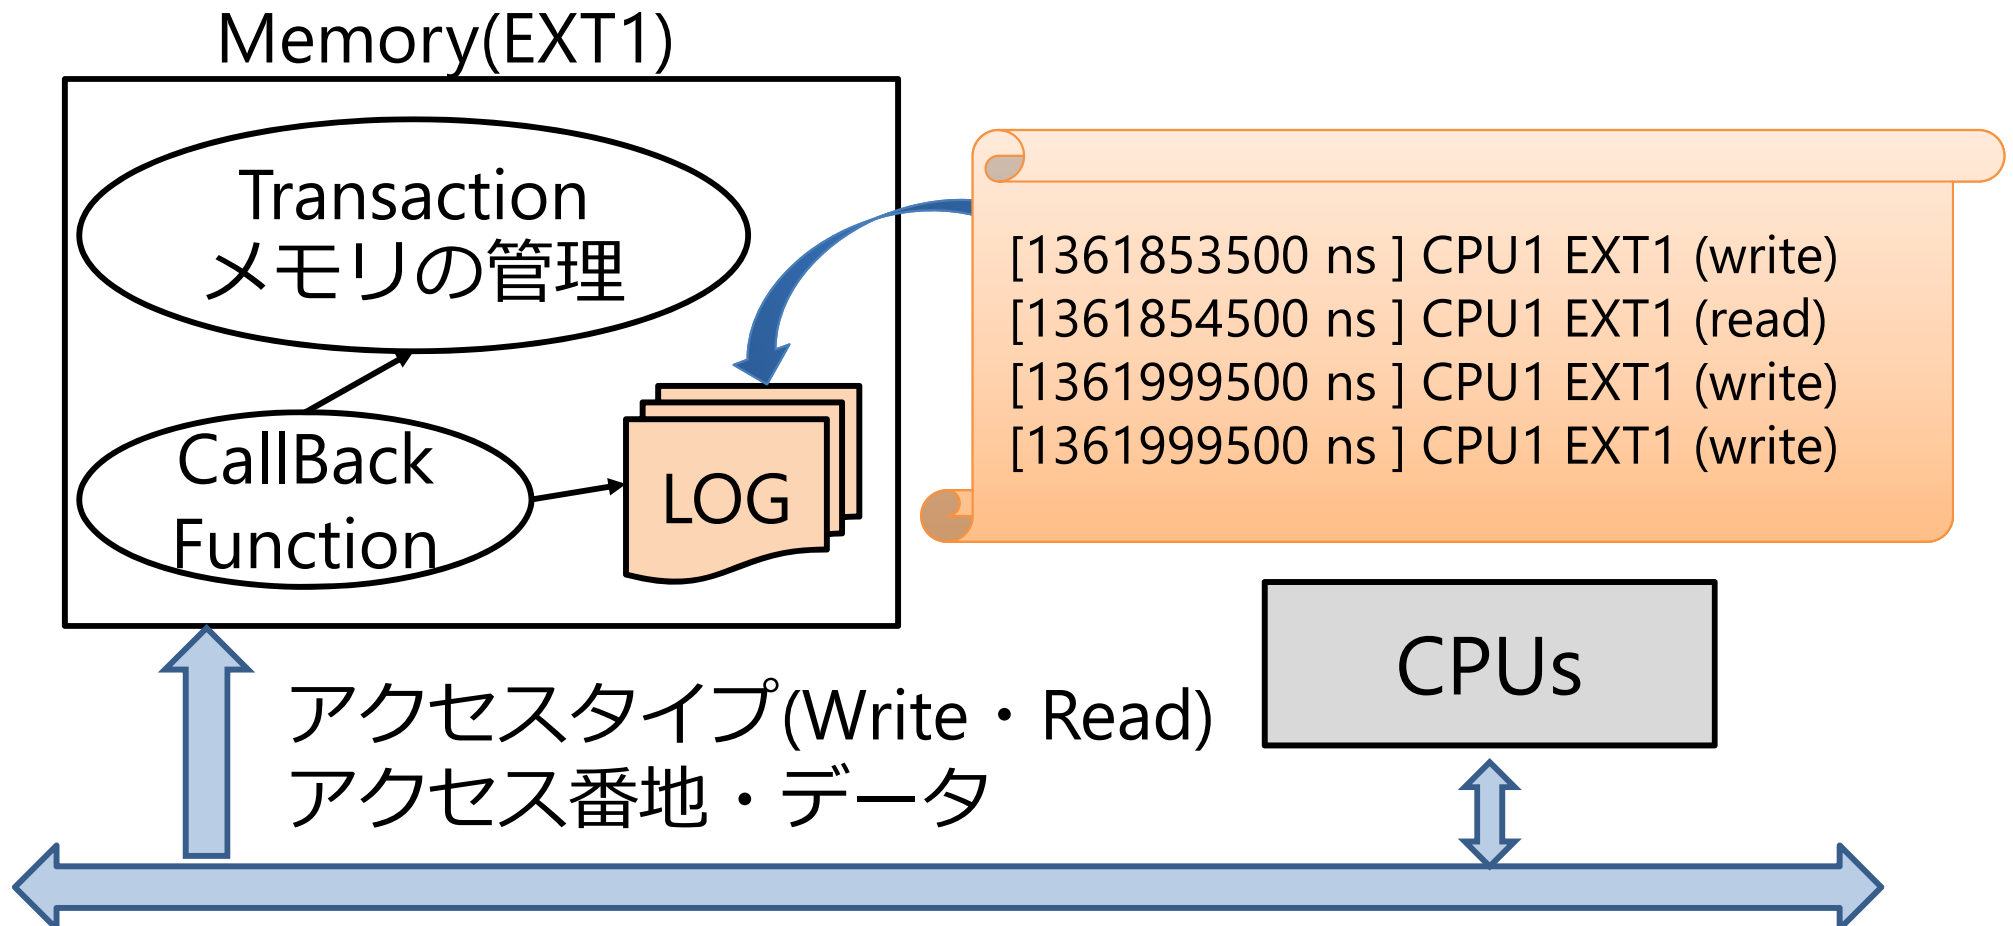 Memory(EXT1)
Transaction
メモリの管理
CallBack
Function
LOG
[1361853500 ns ] CPU1 EXT1 (write)
[1361854500 ns ] CPU1 EXT1 (read)
[1361999500 ns ] CPU1 EXT1 (write)
[1361999500 ns ] CPU1 EXT1 (write)
CPUs
アクセスタイプ(Write・Read)
アクセス番地・データ